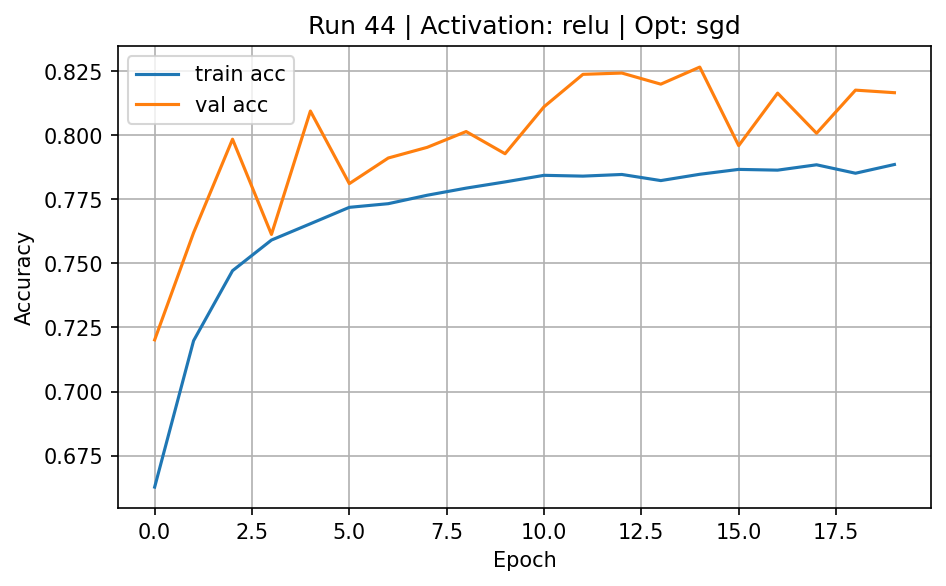 Run 44 | Activation: relu | Opt: sgd
train acc
val acc
Accuracy
0.825
0.800
0.775
0.750
0.725
0.700
0.675
0.0 2.5 5.0 7.5 10.0 12.5 15.0 17.5
Epoch